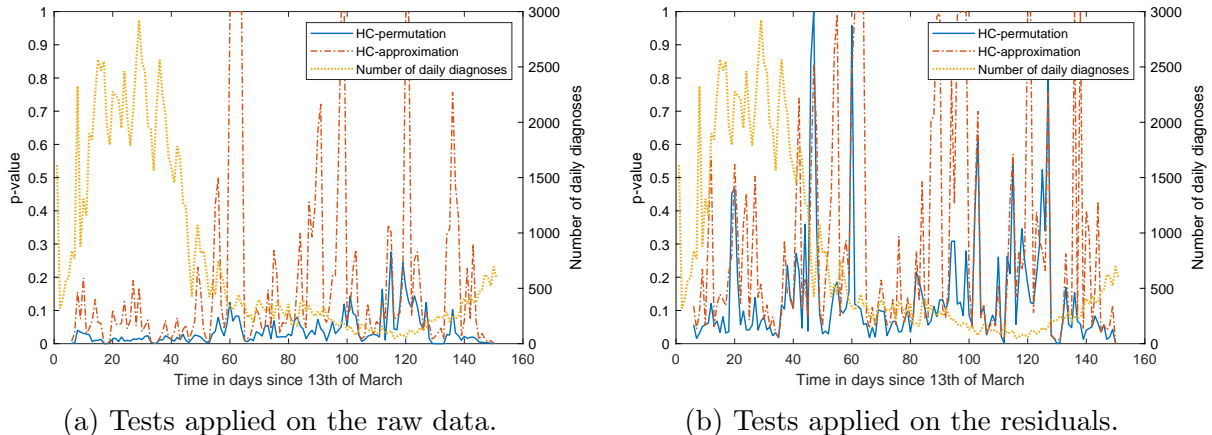 1
0.9
0.8
0.7
0.6
0.5
0.4
0.3
0.2
0.1
0
p-value
3000
2500
2000
1500
1000
500
0
Number of daily diagnoses
HC-permutation
HC-approximation
Number of daily diagnoses
0 20 40 60 80 100 120 140 160
Time in days since 13th of March
(a) Tests applied on the raw data.
1
0.9
0.8
0.7
0.6
0.5
0.4
0.3
0.2
0.1
0
p-value
3000
2500
2000
1500
1000
500
0
Number of daily diagnoses
HC-permutation
HC-approximation
Number of daily diagnoses
0 20 40 60 80 100 120 140 160
Time in days since 13th of March
(b) Tests applied on the residuals.